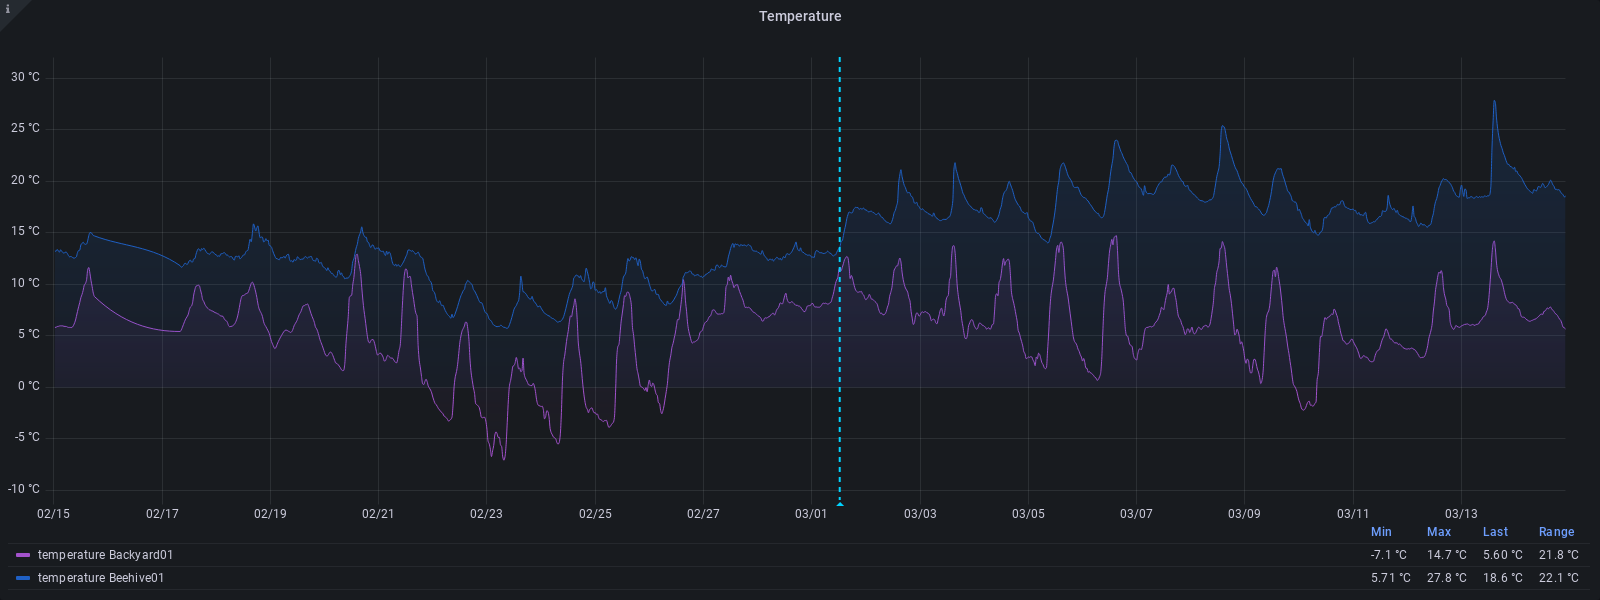 i
Temperature
30 °C
25 °C
20 °C
15 °C
10 °C
5 °C
0 °C
-5 °C
-10 °C
02/15 02/17 02/19 02/21 02/23 02/25 02/27 03/01 03/03 03/05 03/07 03/09 03/11 03/13
Min Max Last Range
temperature Backyard01 -7.1 °C 14.7 °C 5.60 °C 21.8 °C
temperature Beehive01 5.71 °C 27.8 °C 18.6 °C 22.1 °C